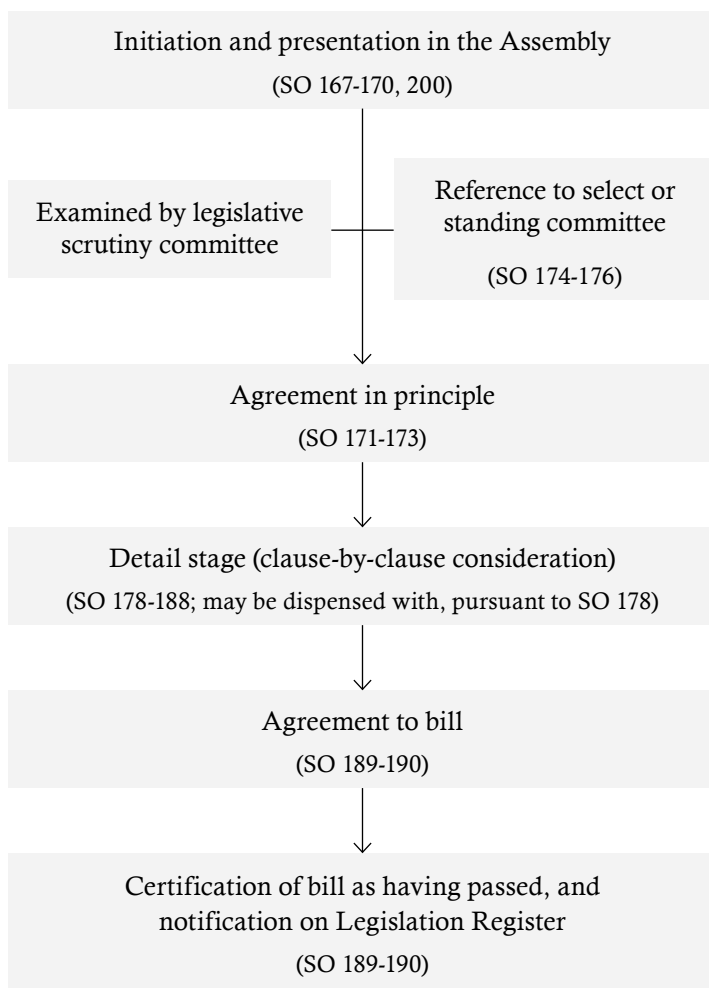 Initiation and presentation in the Assembly
(SO 167-170, 200)
Examined by legislative
scrutiny committee
Reference to select or
standing committee
(SO 174-176)
Agreement in principle
(SO 171-173)
Detail stage (clause-by-clause consideration)
(SO 178-188; may be dispensed with, pursuant to SO 178)
Agreement to bill
(SO 189-190)
Certification of bill as having passed, and
notification on Legislation Register
(SO 189-190)